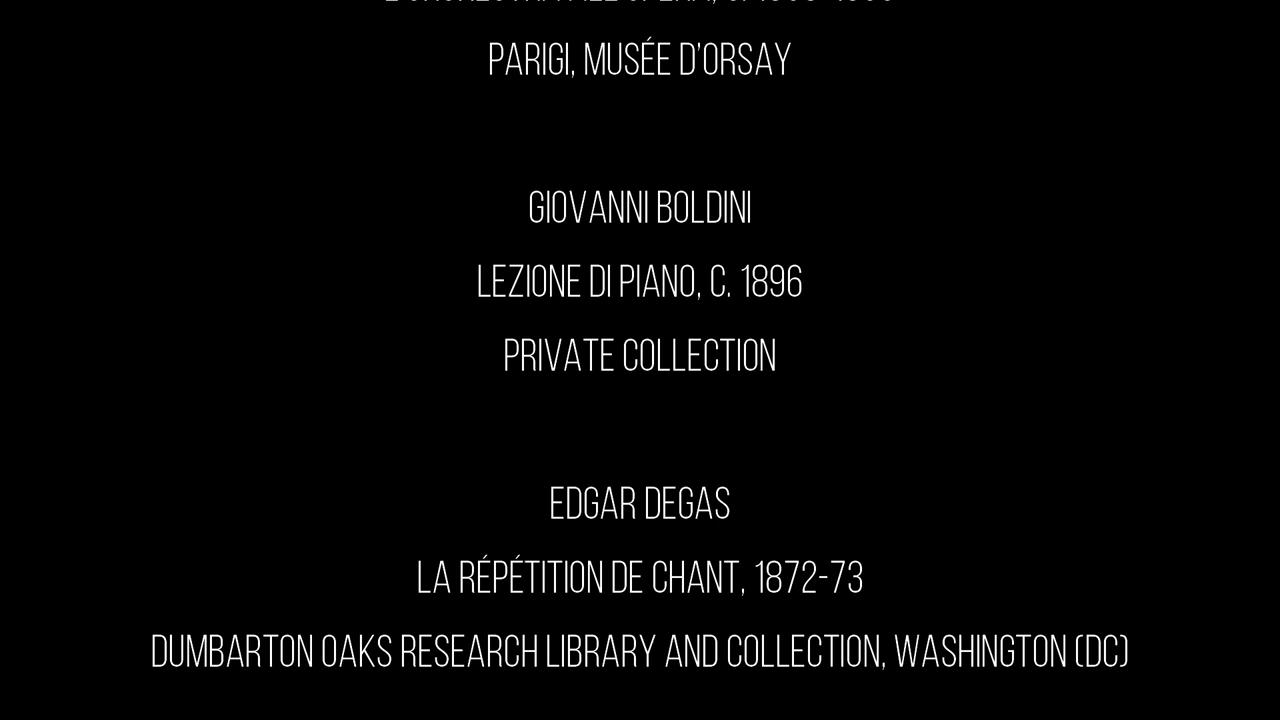 PARIGI, MUSÉE D'ORSAY
GIOVANNI BOLDINI
LEZIONE DI PIANO, C. 1896
PRIVATE COLLECTION
EDGAR DEGAS
LA RÉPÉTITION DE CHANT, 1872-73
DUMBARTON OAKS RESEARCH LIBRARY AND COLLECTION, WASHINGTON (DC)